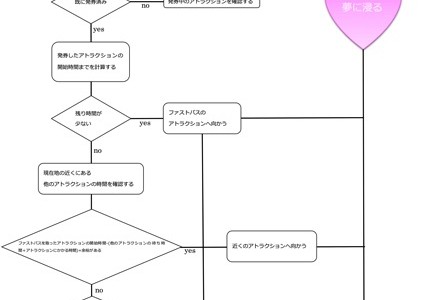 既に発券済み
no
発券中のアトラクションを確認する
夢に浸る
yes
発券したアトラクションの
開始時間までを計算する
残り時間が
少ない
yes
ファストパスの
アトラクションへ向かう
no
現在地の近くにある
他のアトラクションの時間を確認する
ファストパスを取ったアトラクションの開始時間-(他のアトラクションの待ち時
間+アトラクションにかかる時間)<余裕がある
yes
近くのアトラクションへ向かう
no